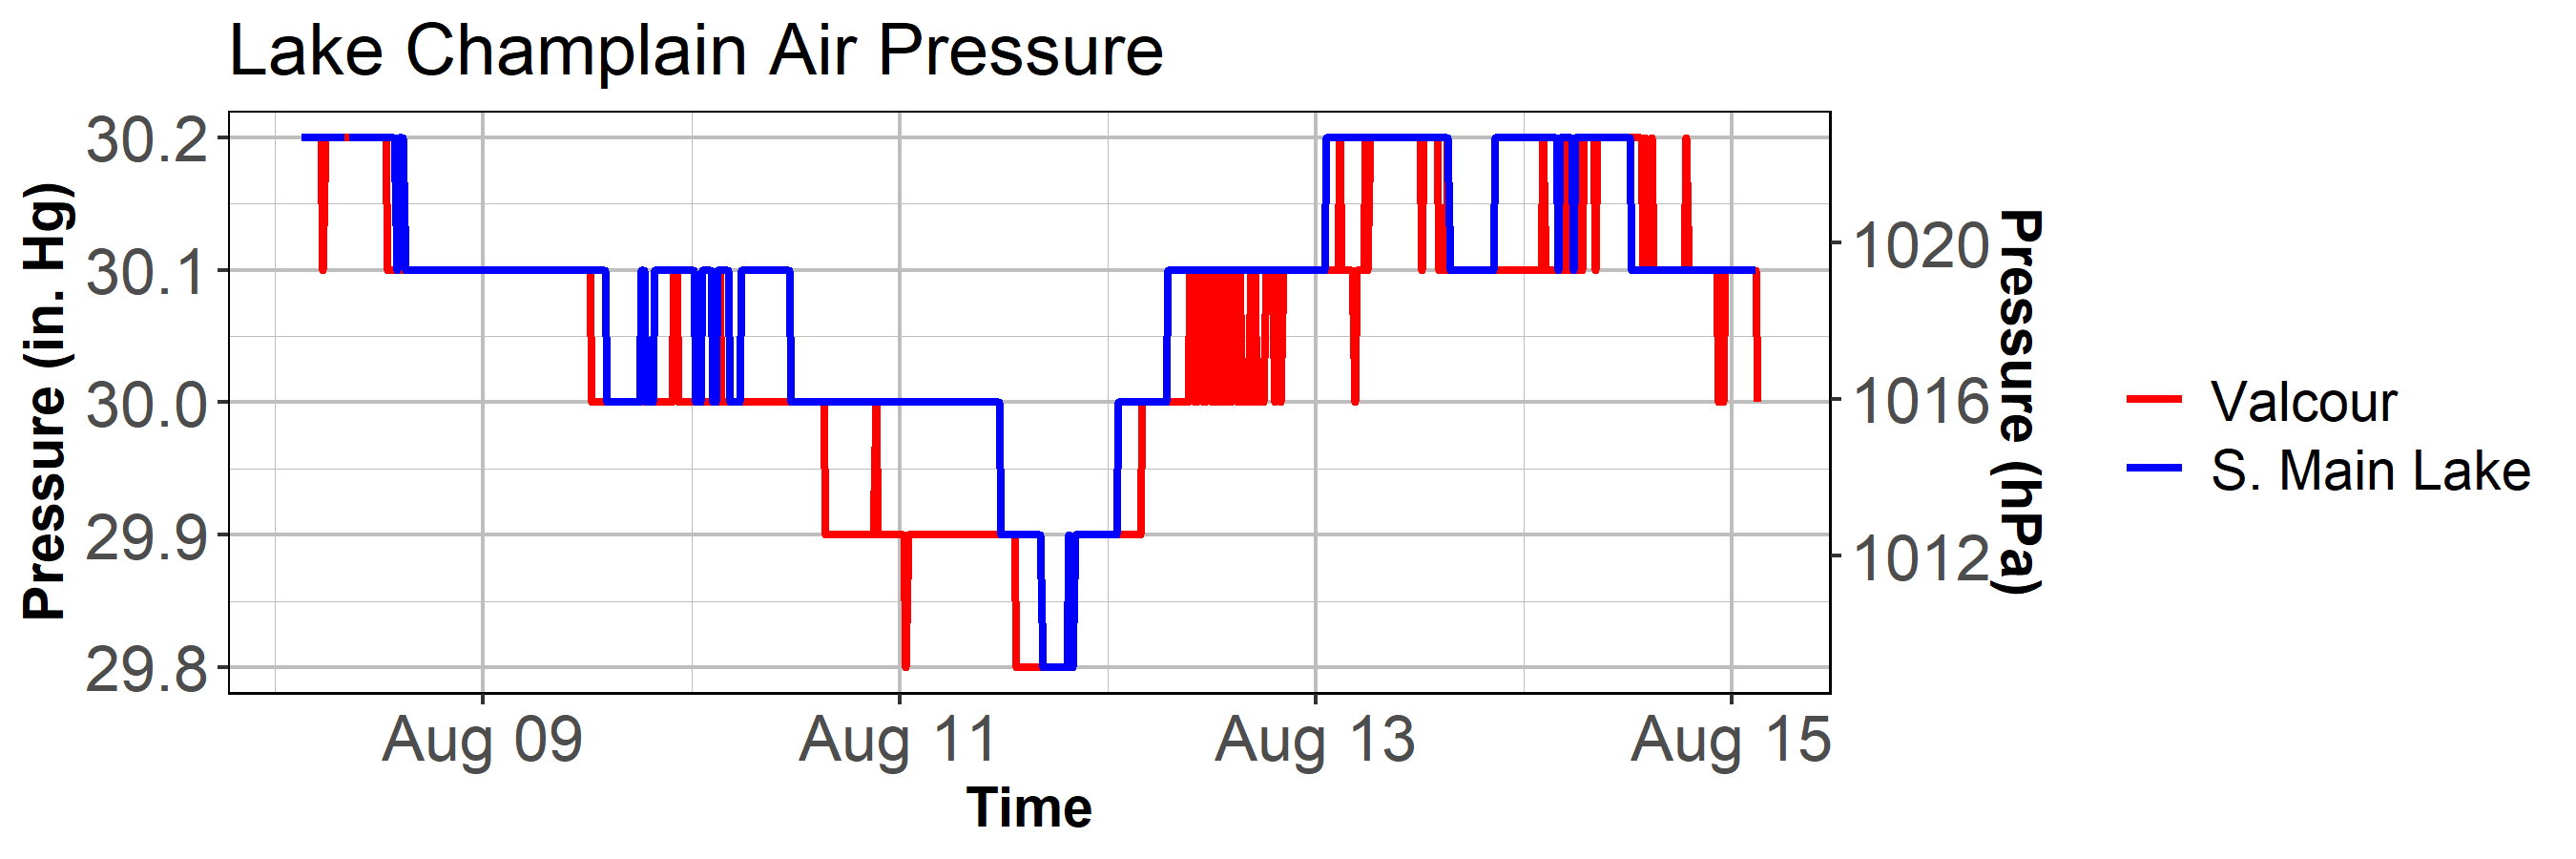 Lake Champlain Air Pressure
Pressure (in. Hg)
30.2
30.1
30.0
29.9
29.8
1020
1016
1012
Pressure (hPa)
Aug 09
Aug 11
Aug 13
Aug 15
Time
Valcour
S. Main Lake